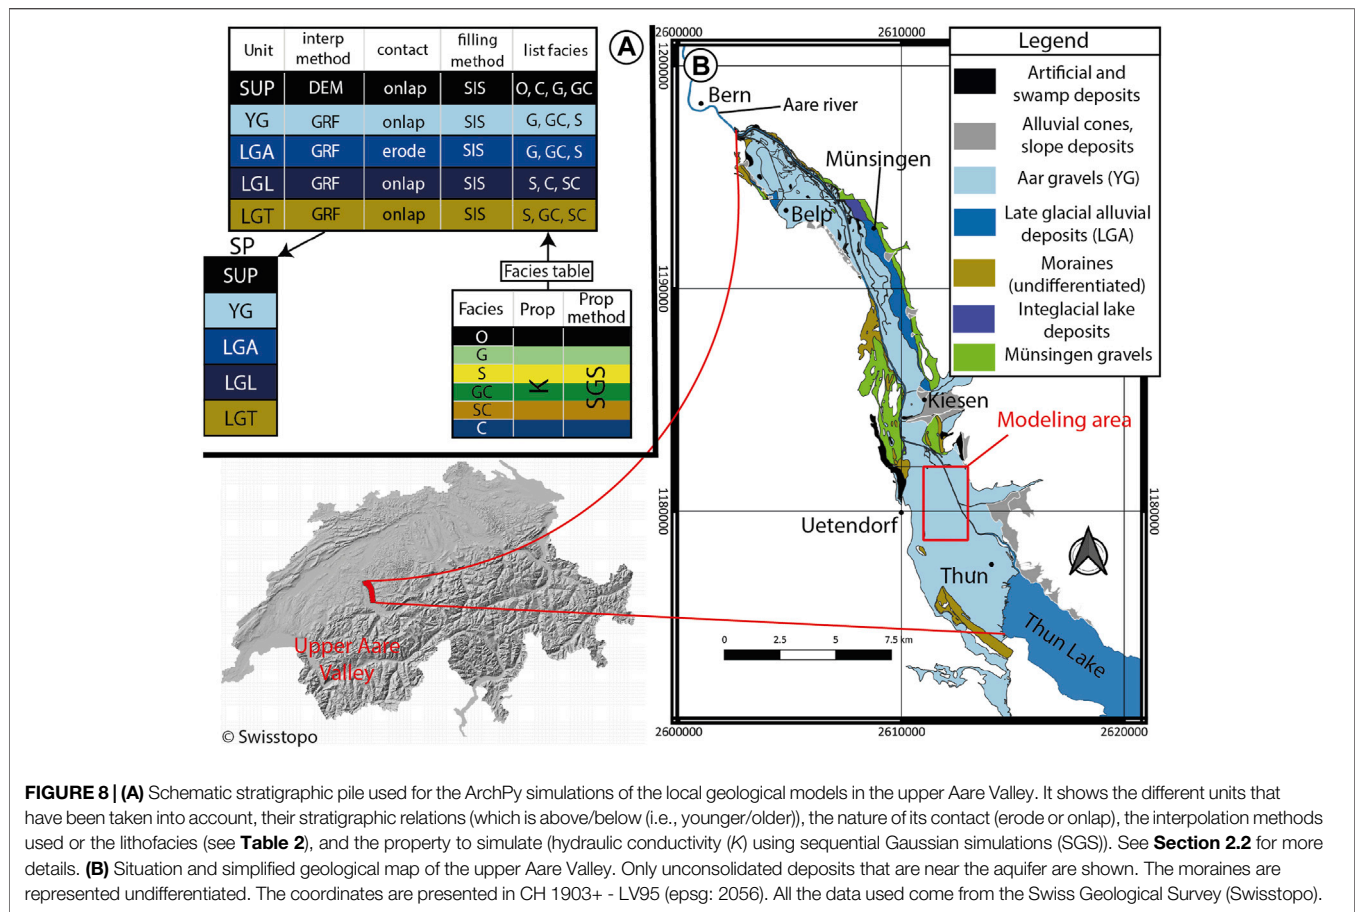 Unit
interp
method
contact
filling
method
list facies
SUP DEM onlap SIS O, C, G, GC
YG GRF onlap SIS G, GC, S
LGA GRF erode SIS G, GC, S
LGL GRF onlap SIS S, C, SC
LGT GRF onlap SIS S, GC, SC
A
SP
SUP
YG
LGA
LGL
LGT
Facies table
Facies
Prop
Prop
method
O
G
S
GC
SC
C
K
SGS
Upper Aare
Valley
© Swisstopo
B
2600000
2610000
1200000
1190000
1180000
Bern
Aare river
Münsingen
Belp
Kiesen
Modeling area
Uetendorf
Thun
Thun Lake
0 2.5 5 7.5 km
1180000
2600000
2610000
2620000
Legend
Artificial and
swamp deposits
Alluvial cones,
slope deposits
Aar gravels (YG)
Late glacial alluvial
deposits (LGA)
Moraines
(undifferentiated)
Integlacial lake
deposits
Münsingen gravels
FIGURE 8 | (A) Schematic stratigraphic pile used for the ArchPy simulations of the local geological models in the upper Aare Valley. It shows the different units that
have been taken into account, their stratigraphic relations (which is above/below (i.e., younger/older)), the nature of its contact (erode or onlap), the interpolation methods
used or the lithofacies (see Table 2), and the property to simulate (hydraulic conductivity (K) using sequential Gaussian simulations (SGS)). See Section 2.2 for more
details. (B) Situation and simplified geological map of the upper Aare Valley. Only unconsolidated deposits that are near the aquifer are shown. The moraines are
represented undifferentiated. The coordinates are presented in CH 1903+ - LV95 (epsg: 2056). All the data used come from the Swiss Geological Survey (Swisstopo).